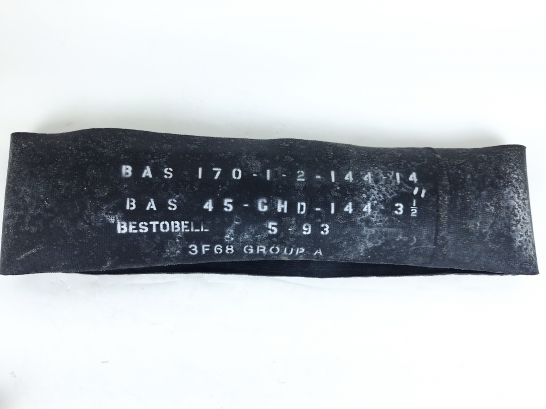 BAS 170-1-2-144 14
BAS 45-CHD-144 3½"
BESTOBELL 5-93
3F68 GROUP A